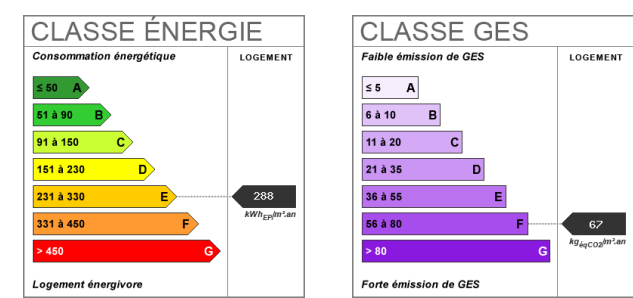 CLASSE ÉNERGIE
Consommation énergétique
LOGEMENT
≤ 50 A
51 à 90 B
91 à 150 C
151 à 230 D
231 à 330 E
288
kWhEP/m².an
331 à 450 F
> 450 G
Logement énergivore
CLASSE GES
Faible émission de GES
LOGEMENT
≤ 5 A
6 à 10 B
11 à 20 C
21 à 35 D
36 à 55 E
56 à 80 F
67
kgéqCO2/m².an
> 80 G
Forte émission de GES